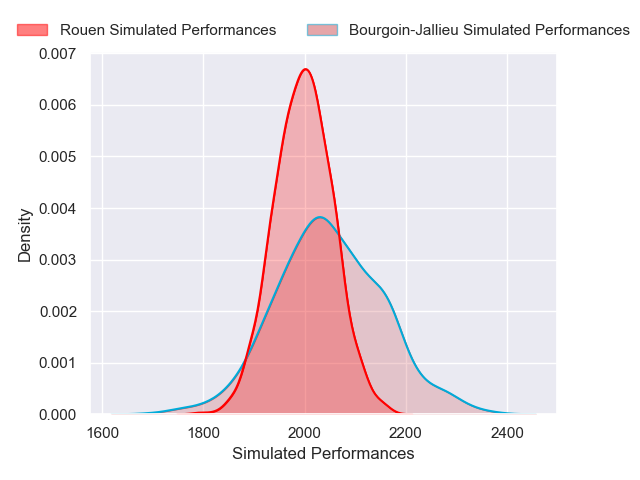 Rouen Simulated Performances
Bourgoin-Jallieu Simulated Performances
0.007
0.006
0.005
0.004
0.003
0.002
0.001
0.000
Density
1600 1800 2000 2200 2400
Simulated Performances